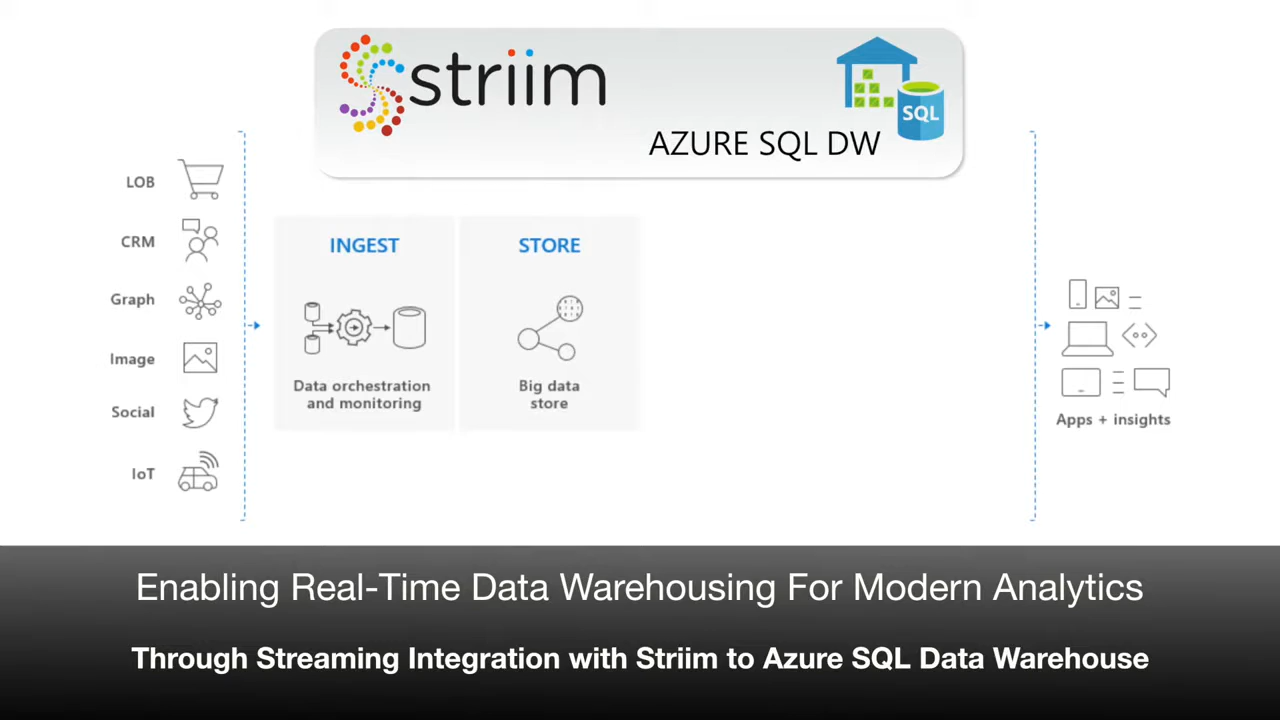 striim
SQL
AZURE SQL DW
LOB
CRM
Graph
Image
Social
IoT
INGEST
Data orchestration
and monitoring
STORE
Big data
store
Apps + insights
Enabling Real-Time Data Warehousing For Modern Analytics
Through Streaming Integration with Striim to Azure SQL Data Warehouse